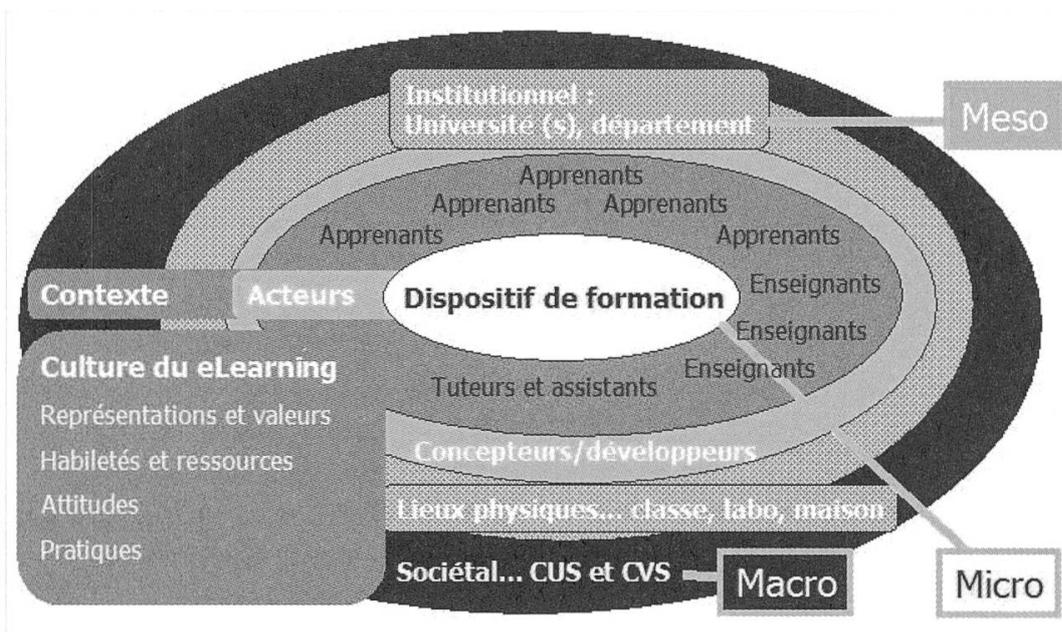 Institutionnel :
Université (s), département
Meso
Apprenants
Apprenants
Apprenants
Apprenants
Apprenants
Contexte
Acteurs
Dispositif de formation
Enseignants
Enseignants
Enseignants
Tuteurs et assistants
Culture du eLearning
Représentations et valeurs
Habiletés et ressources
Attitudes
Pratiques
Concepteurs/développeurs
Lieux physiques... classe, labo, maison
Sociétal... CUS et CVS
Macro
Micro